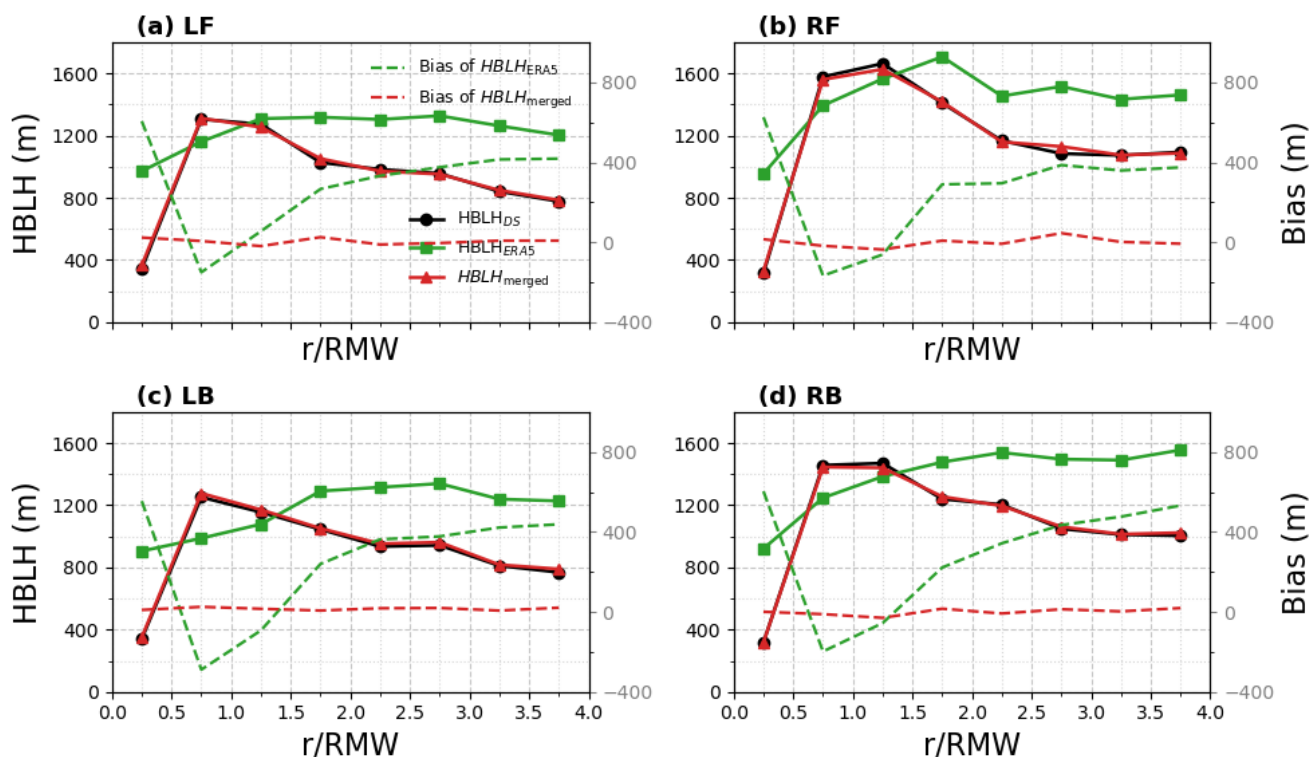 (a) LF
(b) RF
HBLH (m)
1600
1200
800
400
0
Bias of HBLH_ERA5
Bias of HBLH_merged
HBLH_DS
HBLH_ERA5
HBLH_merged
800
400
0
−400
r/RMW
1600
1200
800
400
0
800
400
0
−400
Bias (m)
r/RMW
(c) LB
(d) RB
HBLH (m)
1600
1200
800
400
0
800
400
0
−400
0.0 0.5 1.0 1.5 2.0 2.5 3.0 3.5 4.0
r/RMW
1600
1200
800
400
0
800
400
0
−400
Bias (m)
0.0 0.5 1.0 1.5 2.0 2.5 3.0 3.5 4.0
r/RMW